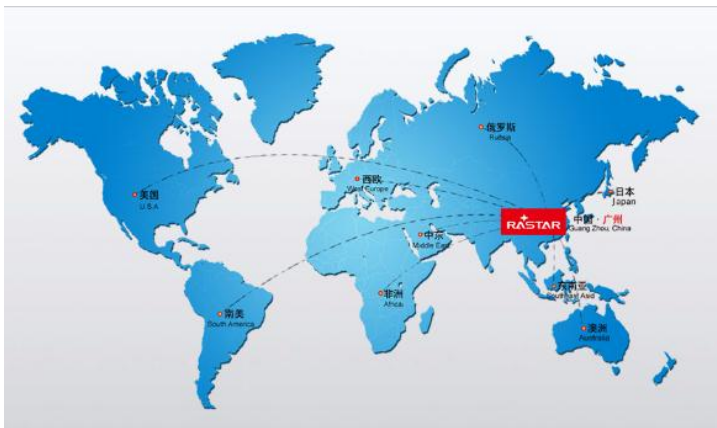 俄罗斯
Russia
美国
U.S.A
西欧
West Europe
日本
Japan
RASTAR
中国·广州
Guang Zhou, China
中东
Middle East
非洲
Africa
东南亚
Southeast Asia
南美
South America
澳洲
Australia